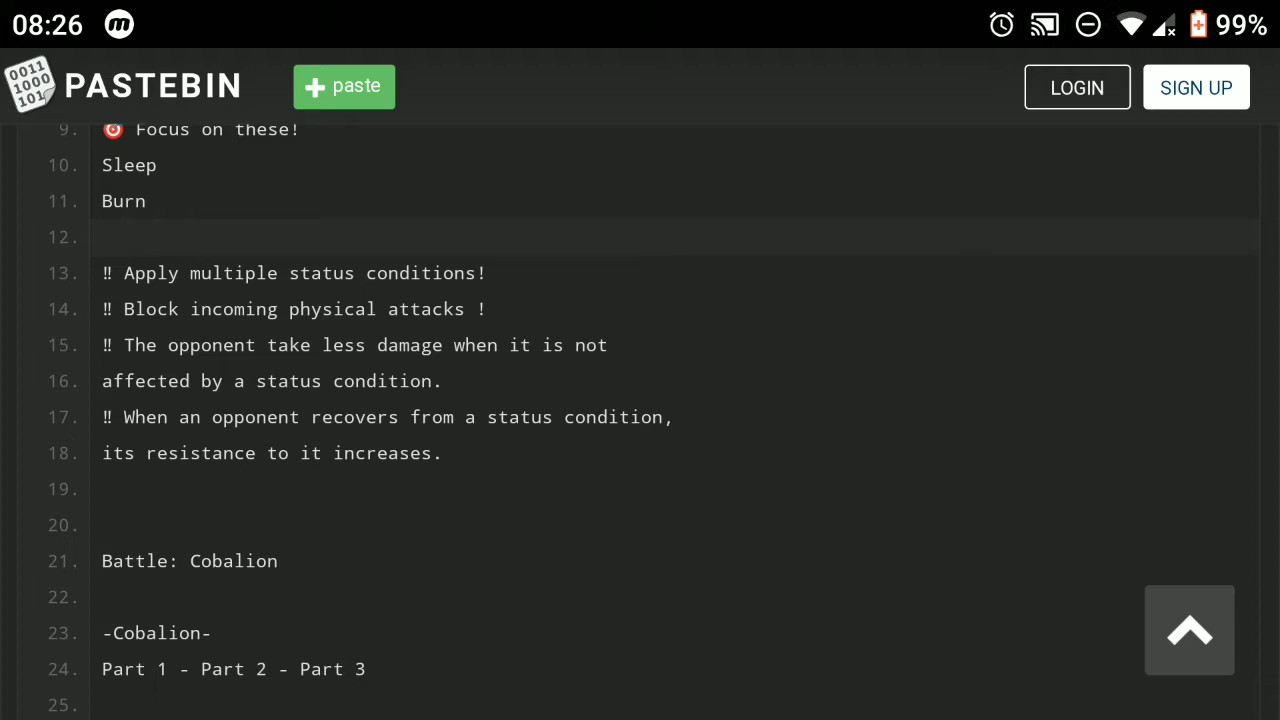 08:26
99%
0011
1000
101
PASTEBIN
paste
LOGIN
SIGN UP
9. 🎯 Focus on these!
10. Sleep
11. Burn
12.
13. ‼ Apply multiple status conditions!
14. ‼ Block incoming physical attacks !
15. ‼ The opponent take less damage when it is not
16. affected by a status condition.
17. ‼ When an opponent recovers from a status condition,
18. its resistance to it increases.
19.
20.
21. Battle: Cobalion
22.
23. -Cobalion-
24. Part 1 - Part 2 - Part 3
25.